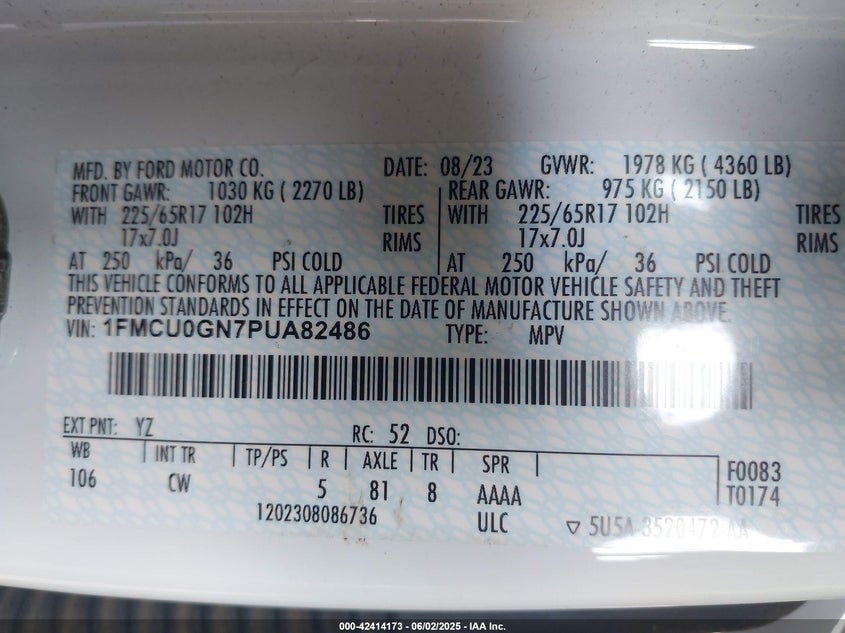 MFD. BY FORD MOTOR CO. DATE: 08/23 GVWR: 1978 KG ( 4360 LB)
FRONT GAWR: 1030 KG ( 2270 LB) REAR GAWR: 975 KG ( 2150 LB)
WITH 225/65R17 102H TIRES WITH 225/65R17 102H TIRES
17x7.0J RIMS 17x7.0J RIMS
AT 250 kPa/ 36 PSI COLD AT 250 kPa/ 36 PSI COLD
THIS VEHICLE CONFORMS TO ALL APPLICABLE FEDERAL MOTOR VEHICLE SAFETY AND THEFT
PREVENTION STANDARDS IN EFFECT ON THE DATE OF MANUFACTURE SHOWN ABOVE.
VIN: 1FMCU0GN7PUA82486 TYPE: MPV
EXT PNT: YZ RC: 52 DSO:
WB INT TR TP/PS R AXLE TR SPR F0083
106 CW 5 81 8 AAAA T0174
1202308086736 ULC 5U5A-3520472-AA
000-42414173 | 06/02/2025 - IAA Inc.